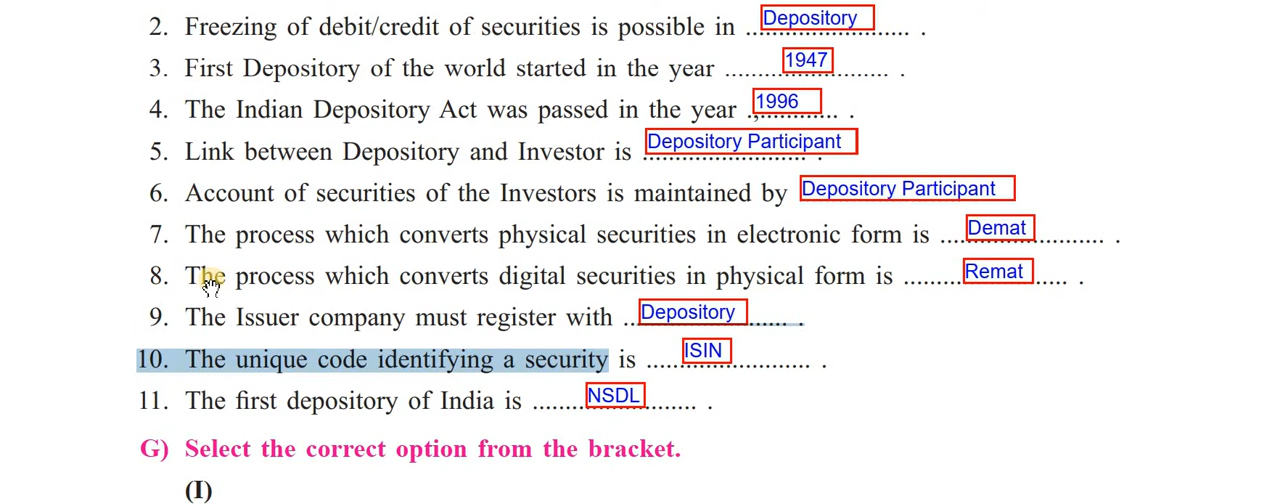 2. Freezing of debit/credit of securities is possible in ....Depository........ .
3. First Depository of the world started in the year ........1947........ .
4. The Indian Depository Act was passed in the year .,1996... .
5. Link between Depository and Investor is Depository Participant .
6. Account of securities of the Investors is maintained by Depository Participant
7. The process which converts physical securities in electronic form is ....Demat............ .
8. The process which converts digital securities in physical form is ..........Remat...... .
9. The Issuer company must register with ...Depository....... .
10. The unique code identifying a security is ......ISIN............. .
11. The first depository of India is .........NSDL......... .
G) Select the correct option from the bracket.
(I)